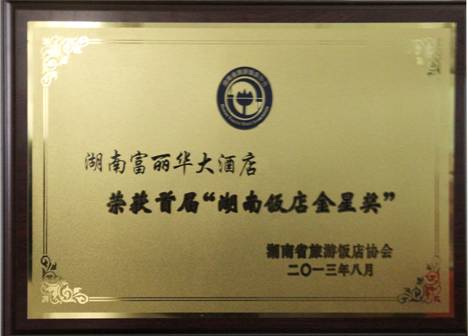 湖南富丽华大酒店
荣获首届“湖南饭店金星奖”
湖南省旅游饭店协会
二〇一三年八月